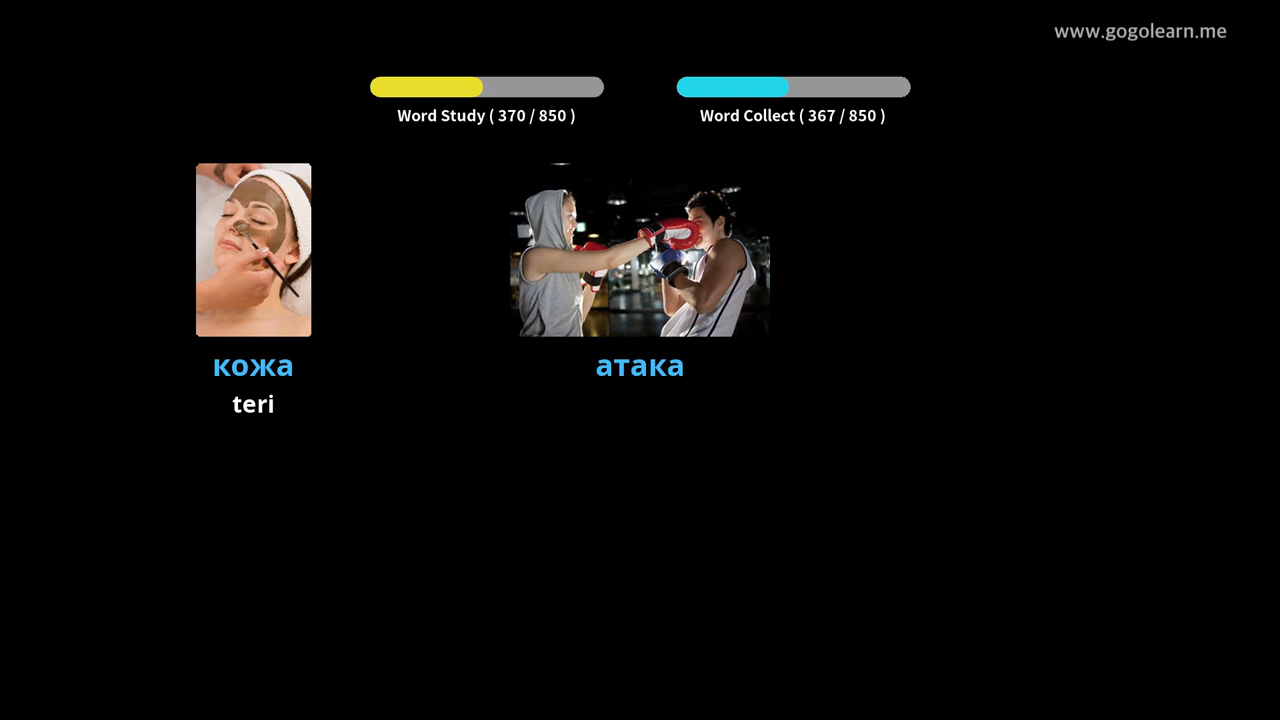 www.gogolearn.me
Word Study ( 370 / 850 )
Word Collect ( 367 / 850 )
кожа
teri
атака